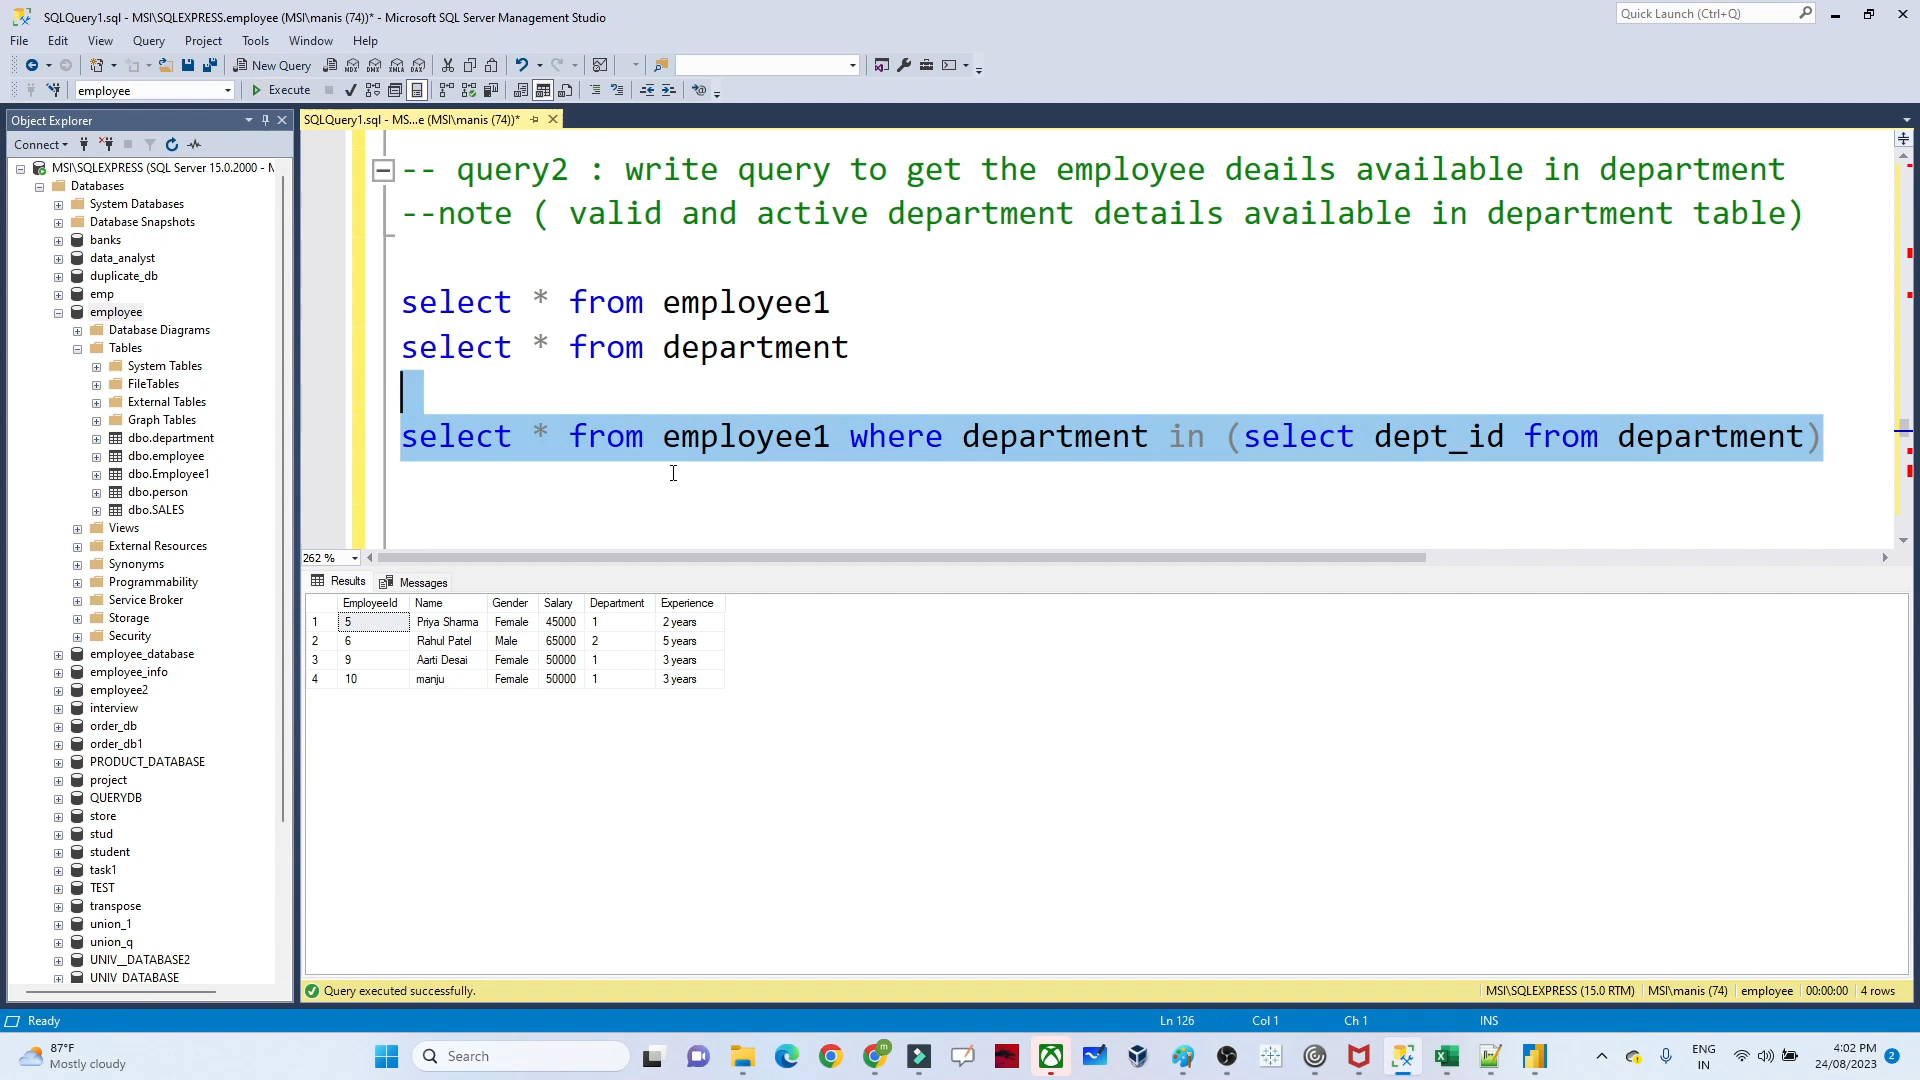 SQLQuery1.sql - MSI\SQLEXPRESS.employee (MSI\manis (74))* - Microsoft SQL Server Management Studio
Quick Launch (Ctrl+Q)
File Edit View Query Project Tools Window Help
New Query
employee Execute
Object Explorer
SQLQuery1.sql - MS...e (MSI\manis (74))*
Connect
MSI\SQLEXPRESS (SQL Server 15.0.2000 - M
Databases
System Databases
Database Snapshots
banks
data_analyst
duplicate_db
emp
employee
Database Diagrams
Tables
System Tables
FileTables
External Tables
Graph Tables
dbo.department
dbo.employee
dbo.Employee1
dbo.person
dbo.SALES
Views
External Resources
Synonyms
Programmability
Service Broker
Storage
Security
employee_database
employee_info
employee2
interview
order_db
order_db1
PRODUCT_DATABASE
project
QUERYDB
store
stud
student
task1
TEST
transpose
union_1
union_q
UNIV__DATABASE2
UNIV_DATABASE
-- query2 : write query to get the employee deails available in department
--note ( valid and active department details available in department table)
select * from employee1
select * from department
select * from employee1 where department in (select dept_id from department)
262 %
Results Messages
EmployeeId Name Gender Salary Department Experience
1 5 Priya Sharma Female 45000 1 2 years
2 6 Rahul Patel Male 65000 2 5 years
3 9 Aarti Desai Female 50000 1 3 years
4 10 manju Female 50000 1 3 years
Query executed successfully.
MSI\SQLEXPRESS (15.0 RTM) MSI\manis (74) employee 00:00:00 4 rows
Ready Ln 126 Col 1 Ch 1 INS
87°F
Mostly cloudy
Search
ENG
IN
4:02 PM
24/08/2023
2